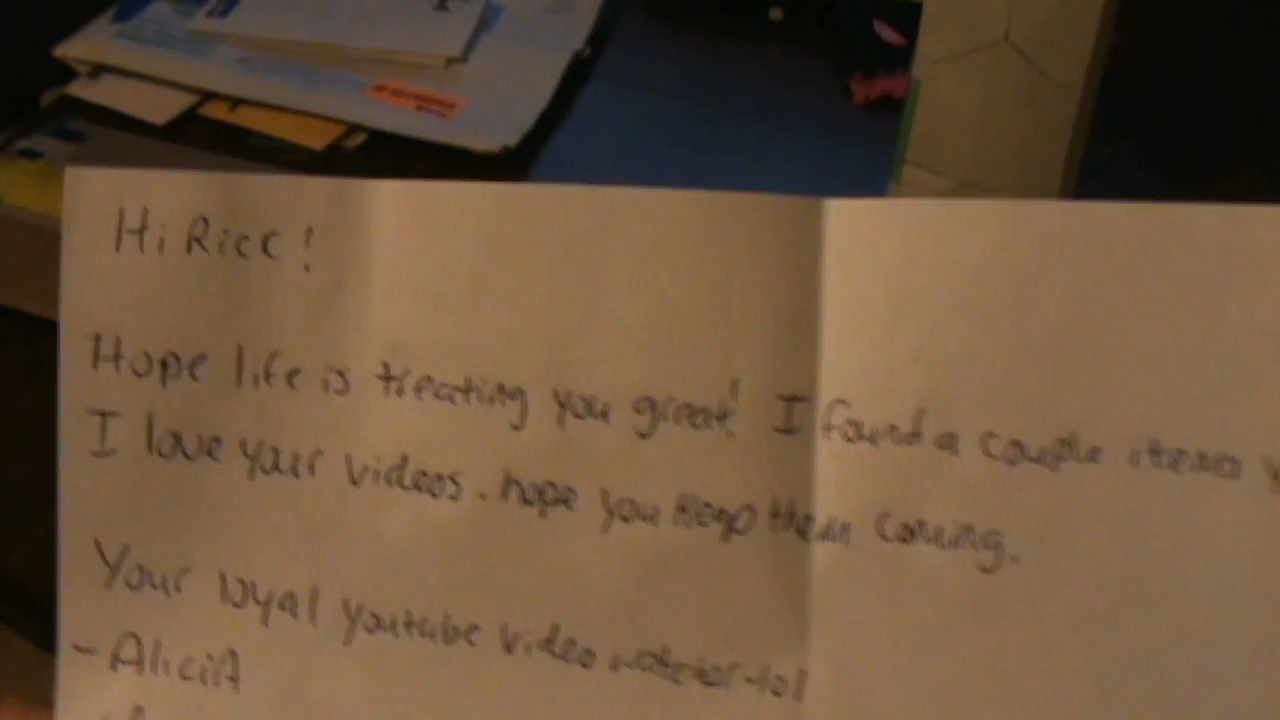 Hi Rick!
Hope life is treating you great! I found a couple items
I love your videos. hope you keep them coming.
Your loyal youtube video watcher-lol
-AliciA